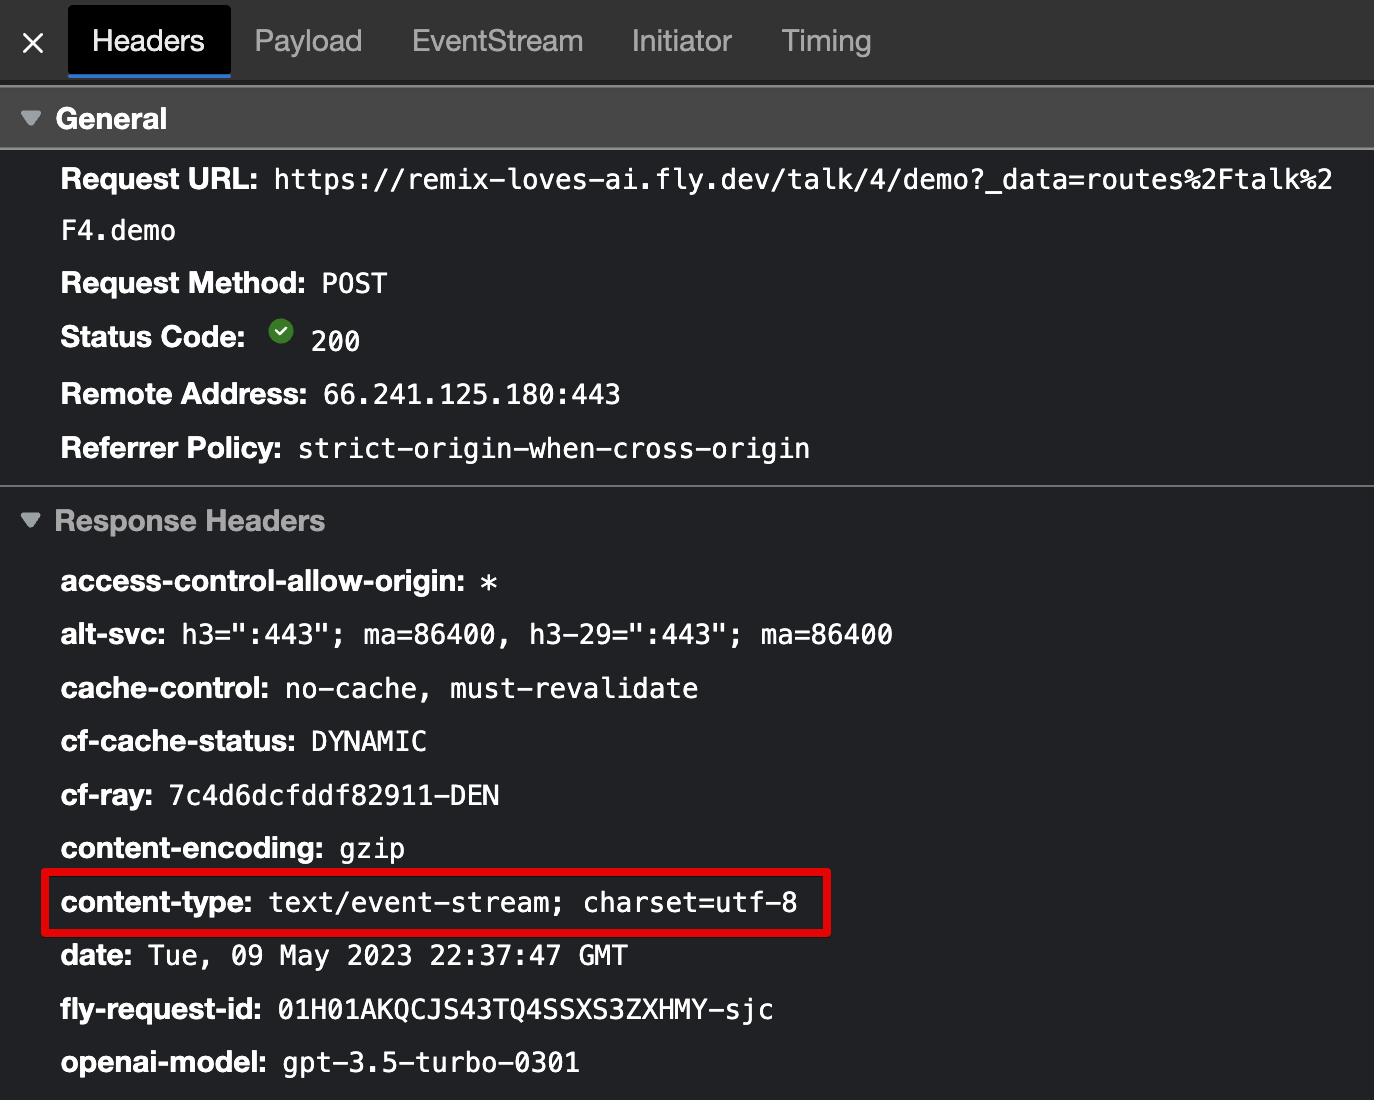 Headers Payload EventStream Initiator Timing
General
Request URL: https://remix-loves-ai.fly.dev/talk/4/demo?_data=routes%2Ftalk%2
F4.demo
Request Method: POST
Status Code: 200
Remote Address: 66.241.125.180:443
Referrer Policy: strict-origin-when-cross-origin
Response Headers
access-control-allow-origin: *
alt-svc: h3=":443"; ma=86400, h3-29=":443"; ma=86400
cache-control: no-cache, must-revalidate
cf-cache-status: DYNAMIC
cf-ray: 7c4d6dcfddf82911-DEN
content-encoding: gzip
content-type: text/event-stream; charset=utf-8
date: Tue, 09 May 2023 22:37:47 GMT
fly-request-id: 01H01AKQCJS43TQ4SSXS3ZXHMY-sjc
openai-model: gpt-3.5-turbo-0301